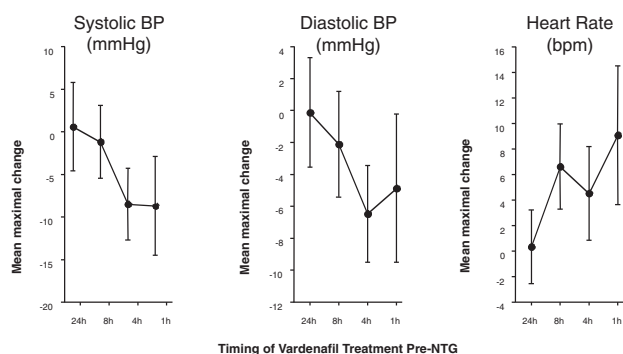 Systolic BP
(mmHg)
Mean maximal change
10
5
0
-5
-10
-15
-20
24h 8h 4h 1h
Diastolic BP
(mmHg)
Mean maximal change
4
2
0
-2
-4
-6
-8
-10
-12
24h 8h 4h 1h
Heart Rate
(bpm)
Mean maximal change
16
14
12
10
8
6
4
2
0
-2
-4
24h 8h 4h 1h
Timing of Vardenafil Treatment Pre-NTG